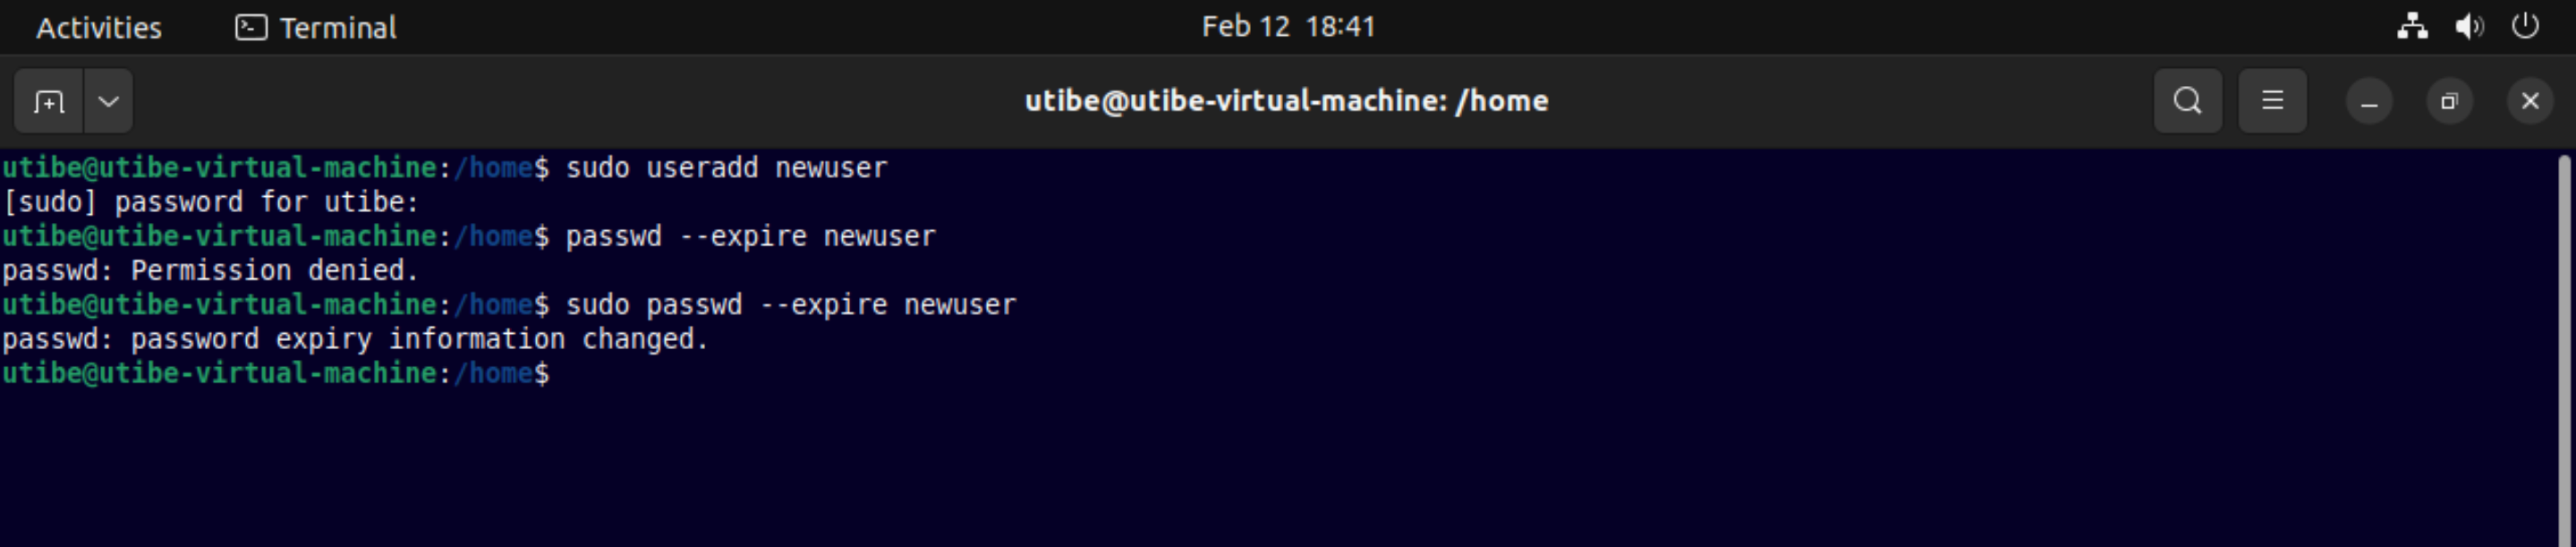 Activities Terminal Feb 12 18:41
utibe@utibe-virtual-machine: /home
utibe@utibe-virtual-machine:/home$ sudo useradd newuser
[sudo] password for utibe:
utibe@utibe-virtual-machine:/home$ passwd --expire newuser
passwd: Permission denied.
utibe@utibe-virtual-machine:/home$ sudo passwd --expire newuser
passwd: password expiry information changed.
utibe@utibe-virtual-machine:/home$